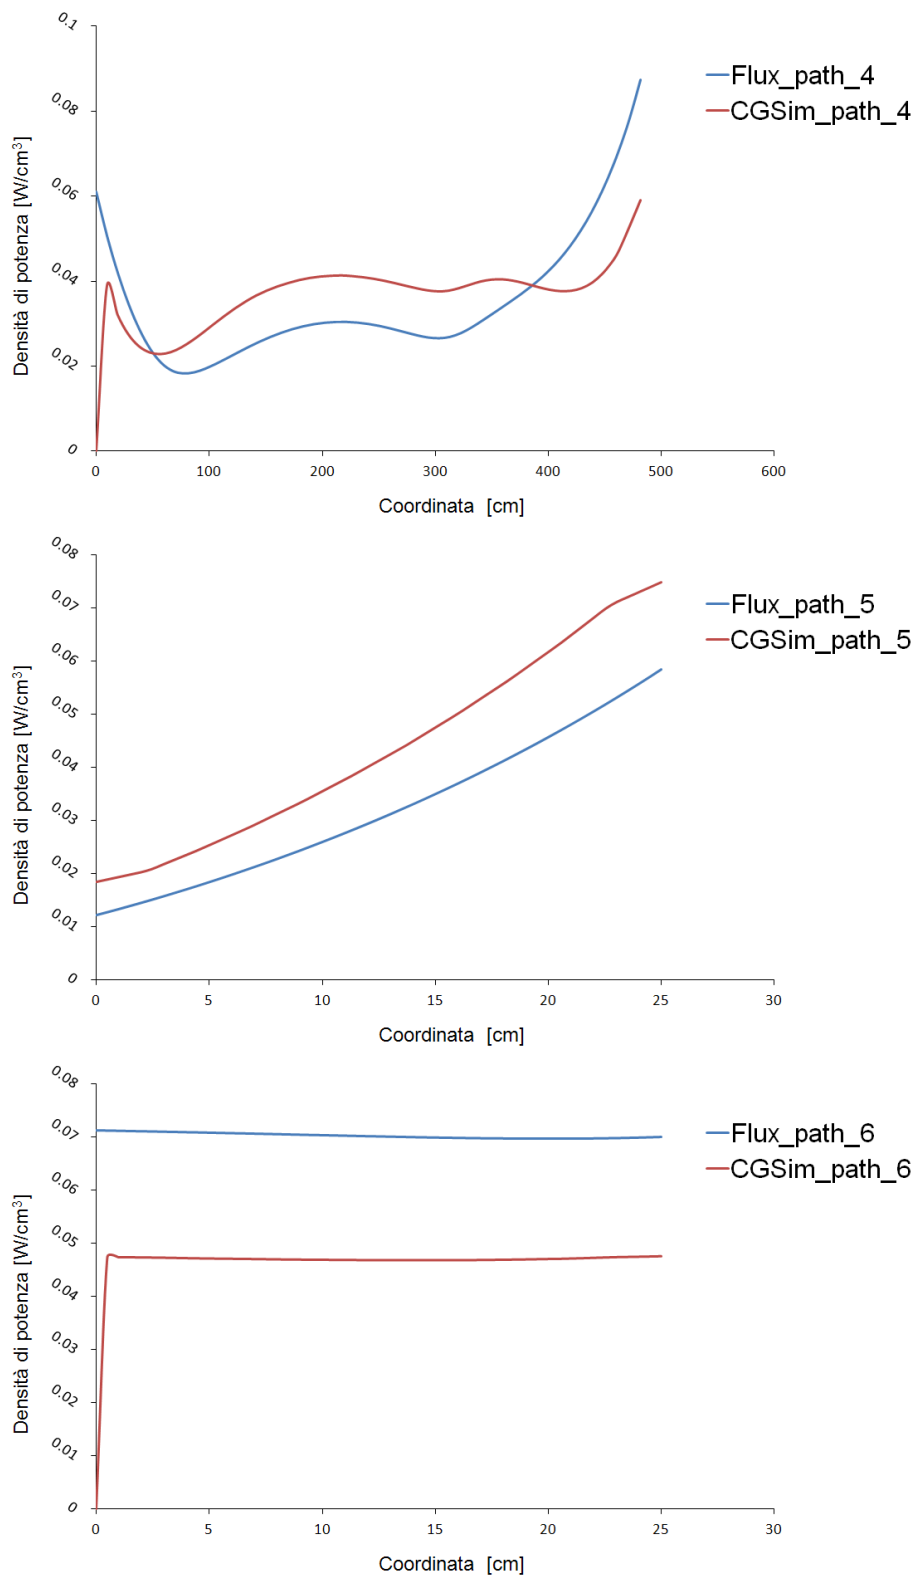 0.1
0.08
0.06
0.04
0.02
0
Densità di potenza [W/cm³]
0 100 200 300 400 500 600
Coordinata [cm]
Flux_path_4
CGSim_path_4
0.08
0.07
0.06
0.05
0.04
0.03
0.02
0.01
0
Densità di potenza [W/cm³]
0 5 10 15 20 25 30
Coordinata [cm]
Flux_path_5
CGSim_path_5
0.08
0.07
0.06
0.05
0.04
0.03
0.02
0.01
0
Densità di potenza [W/cm³]
0 5 10 15 20 25 30
Coordinata [cm]
Flux_path_6
CGSim_path_6